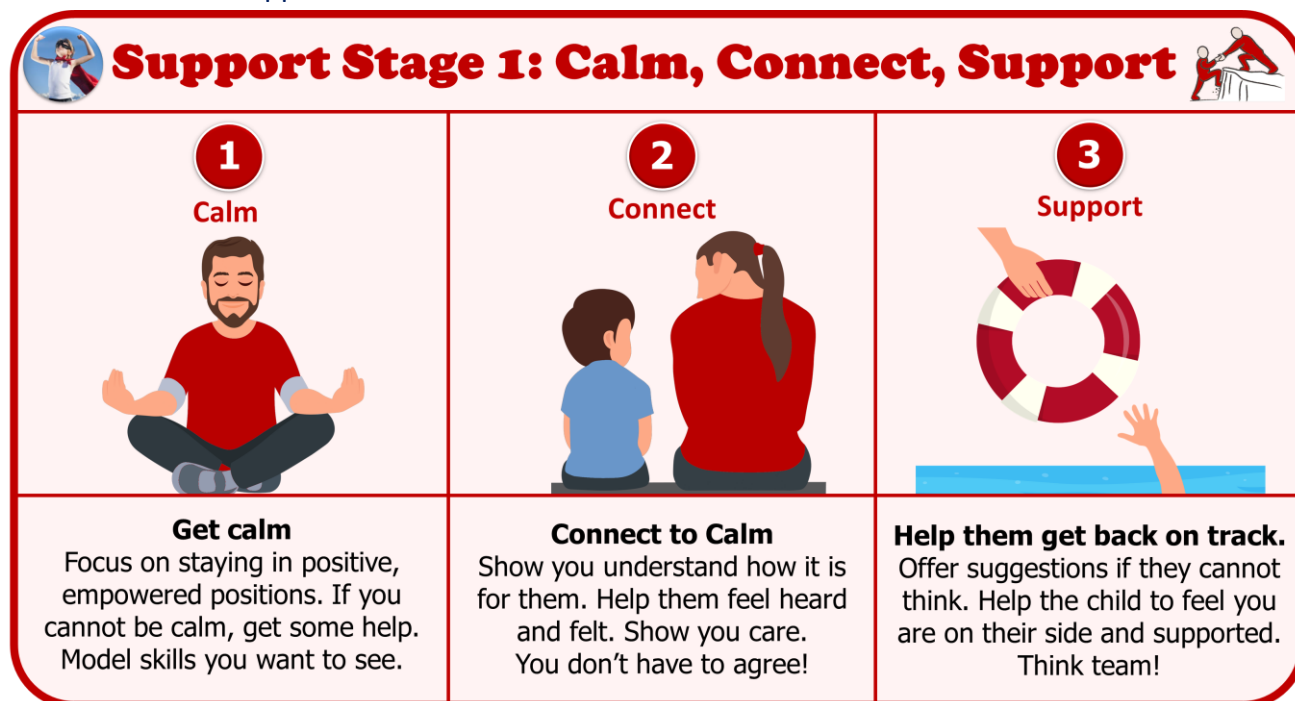 Support Stage 1: Calm, Connect, Support
1
Calm
Get calm
Focus on staying in positive,
empowered positions. If you
cannot be calm, get some help.
Model skills you want to see.
2
Connect
Connect to Calm
Show you understand how it is
for them. Help them feel heard
and felt. Show you care.
You don’t have to agree!
3
Support
Help them get back on track.
Offer suggestions if they cannot
think. Help the child to feel you
are on their side and supported.
Think team!